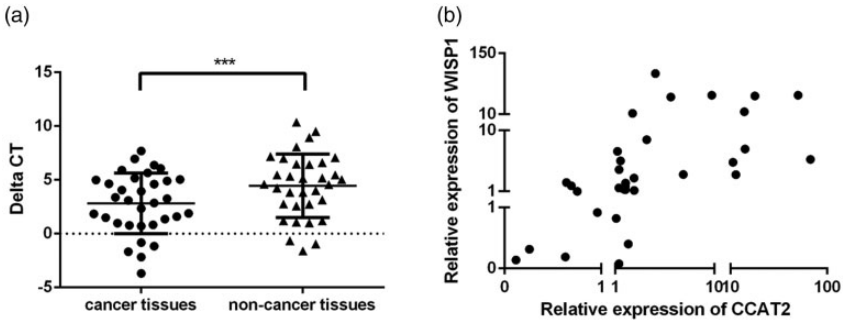 (a)
***
15
10
5
0
-5
Delta CT
cancer tissues
non-cancer tissues
(b)
150
10
10
1
1
0
Relative expression of WISP1
0
1
1
10
10
100
Relative expression of CCAT2